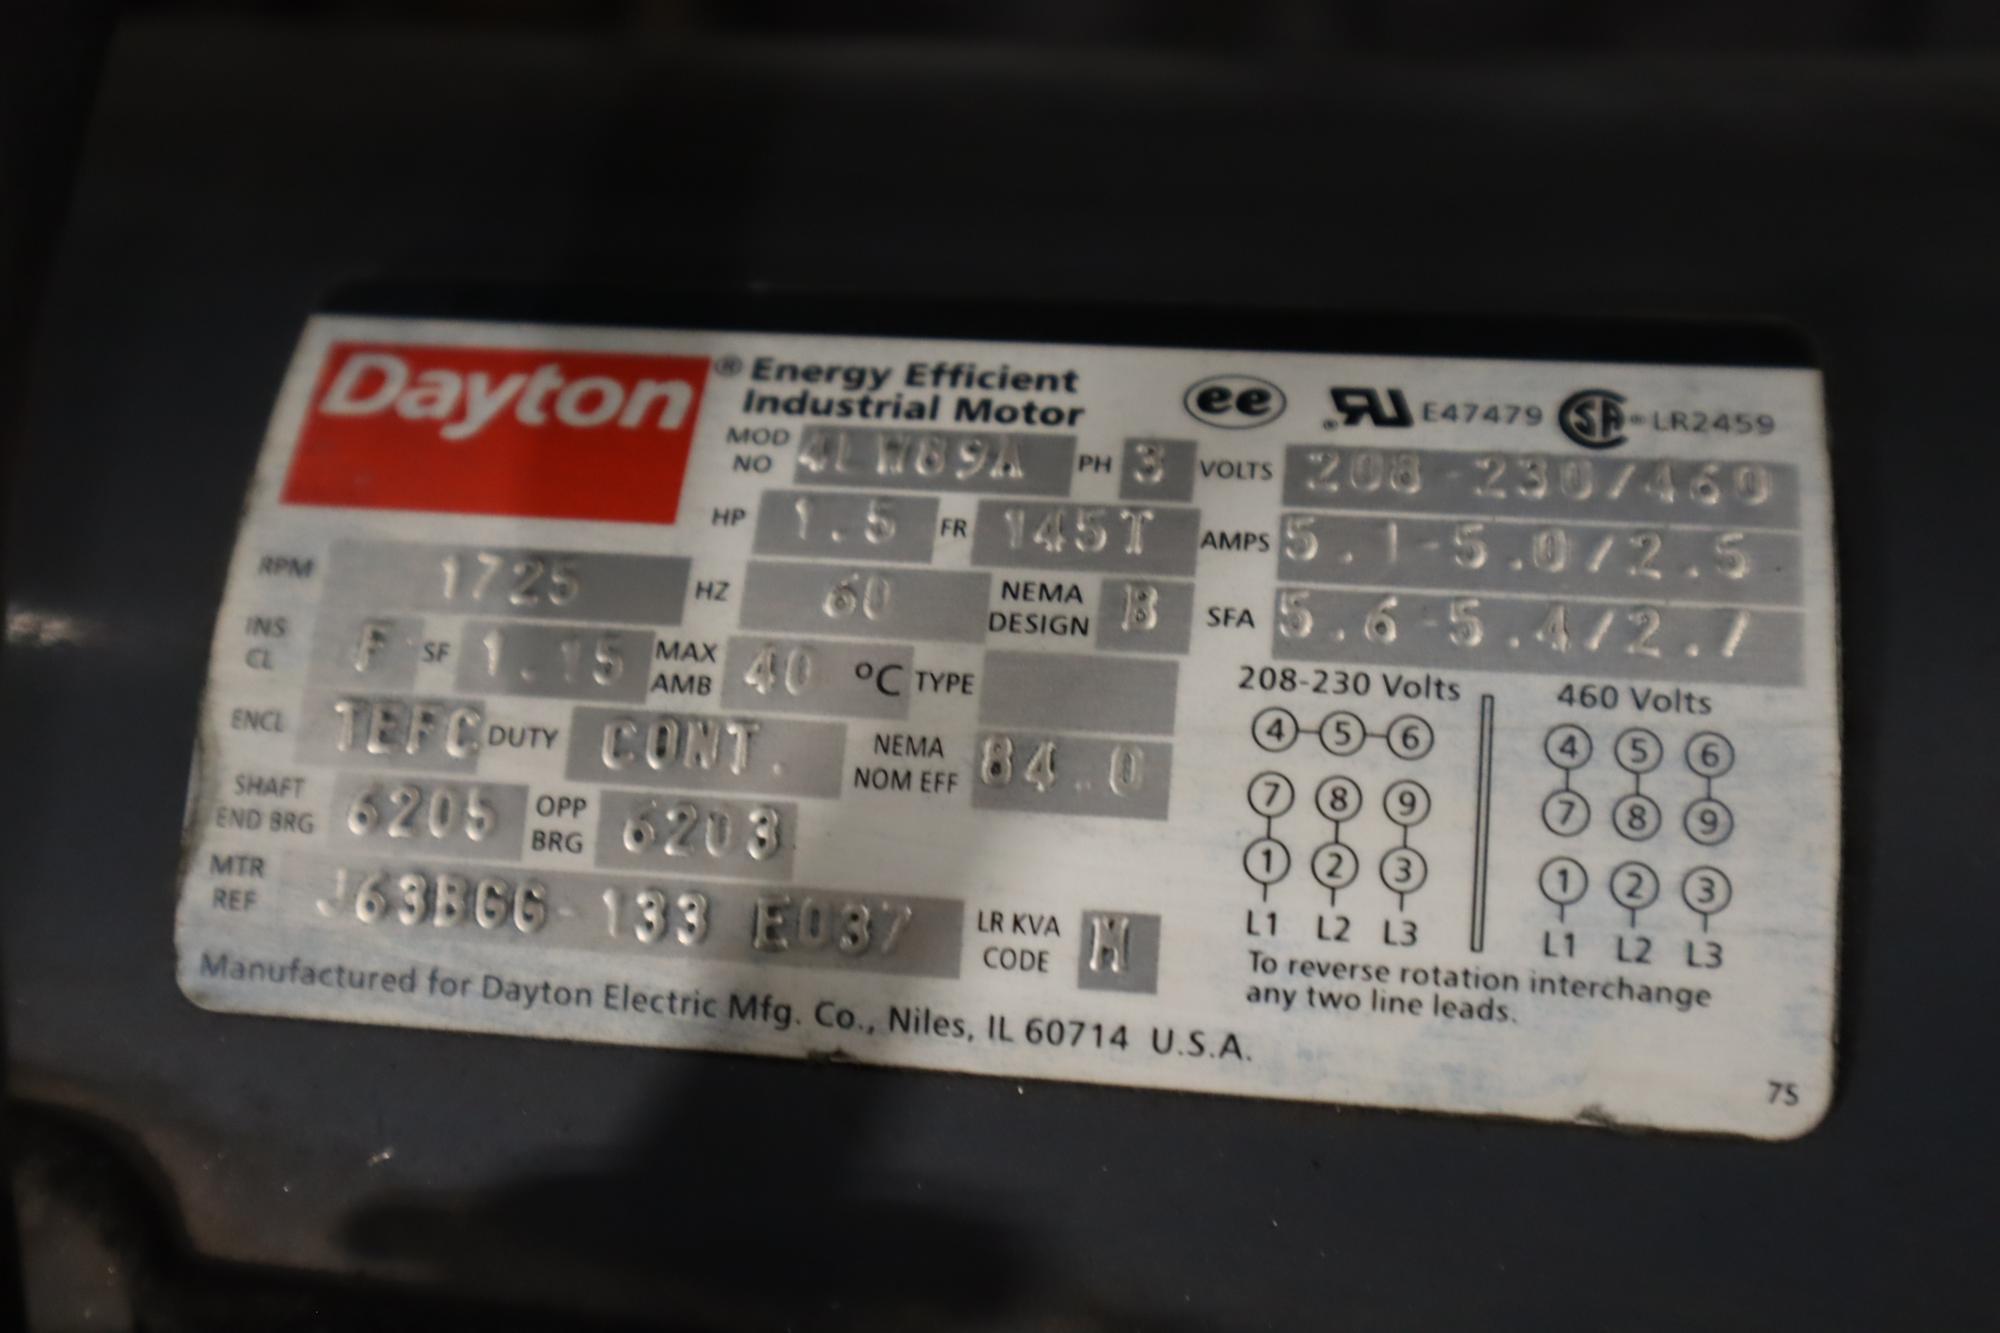 Dayton® Energy Efficient
Industrial Motor
ee E47479 SA® LR2459
MOD NO 4LW89A PH 3 VOLTS 208-230/460
HP 1.5 FR 145T AMPS 5.1-5.0/2.5
RPM 1725 HZ 60 NEMA DESIGN B SFA 5.6-5.4/2.7
INS CL F SF 1.15 MAX AMB 40 °C TYPE
ENCL TEFC DUTY CONT. NEMA NOM EFF 84.0
SHAFT END BRG 6205 OPP BRG 6203
MTR REF J63BGG-133 E037 LR KVA CODE
Manufactured for Dayton Electric Mfg. Co., Niles, IL 60714 U.S.A.
208-230 Volts 460 Volts
4 5 6 4 5 6
7 8 9 7 8 9
1 2 3 1 2 3
L1 L2 L3 L1 L2 L3
To reverse rotation interchange
any two line leads.
75